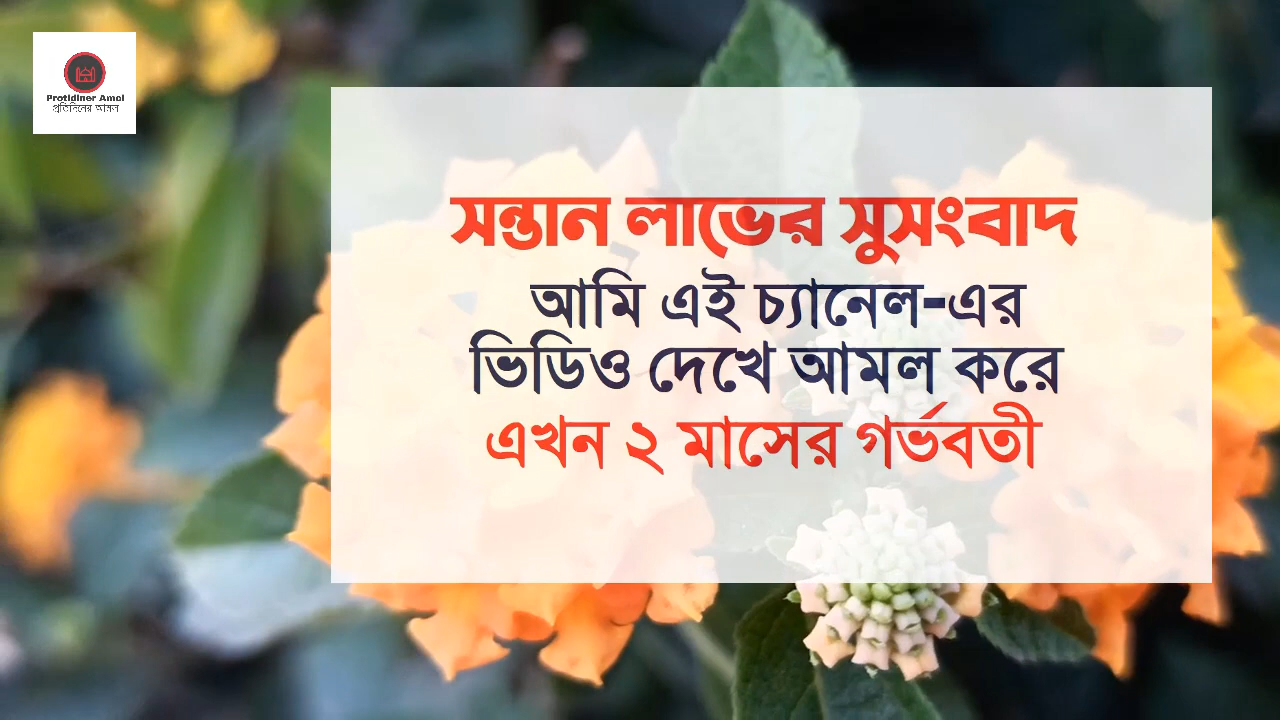 Protidiner Amol
প্রতিদিনের আমল
সন্তান লাভের সুসংবাদ
আমি এই চ্যানেল-এর
ভিডিও দেখে আমল করে
এখন ২ মাসের গর্ভবতী